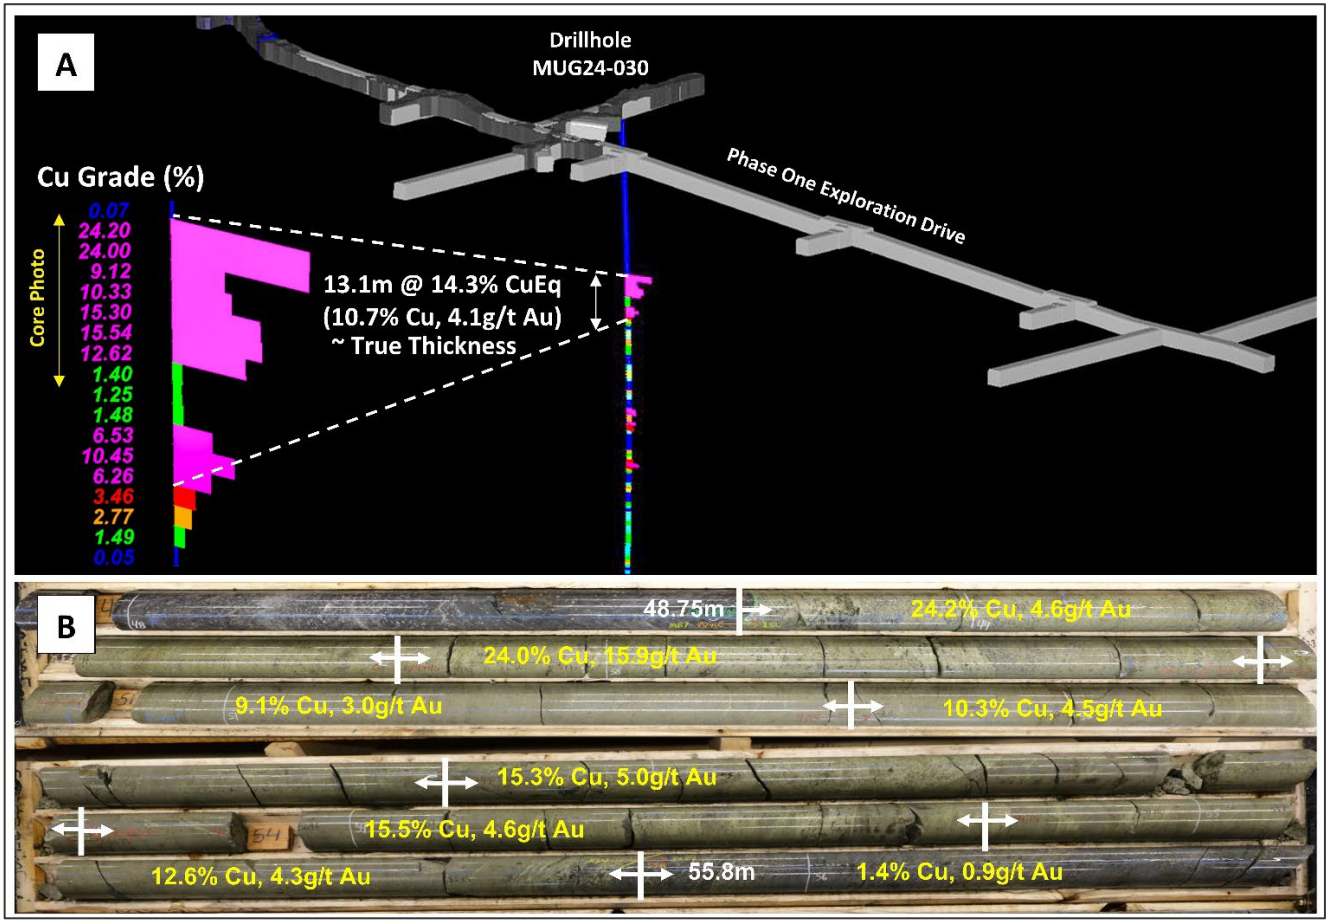 A
Drillhole
MUG24-030
Phase One Exploration Drive
Cu Grade (%)
Core Photo
0.07
24.20
24.00
9.12
10.33
15.30
15.54
12.62
1.40
1.25
1.48
6.53
10.45
6.26
3.46
2.77
1.49
0.05
13.1m @ 14.3% CuEq
(10.7% Cu, 4.1g/t Au)
~ True Thickness
B
48.75m
24.2% Cu, 4.6g/t Au
24.0% Cu, 15.9g/t Au
9.1% Cu, 3.0g/t Au
10.3% Cu, 4.5g/t Au
15.3% Cu, 5.0g/t Au
54
15.5% Cu, 4.6g/t Au
12.6% Cu, 4.3g/t Au
55.8m
1.4% Cu, 0.9g/t Au